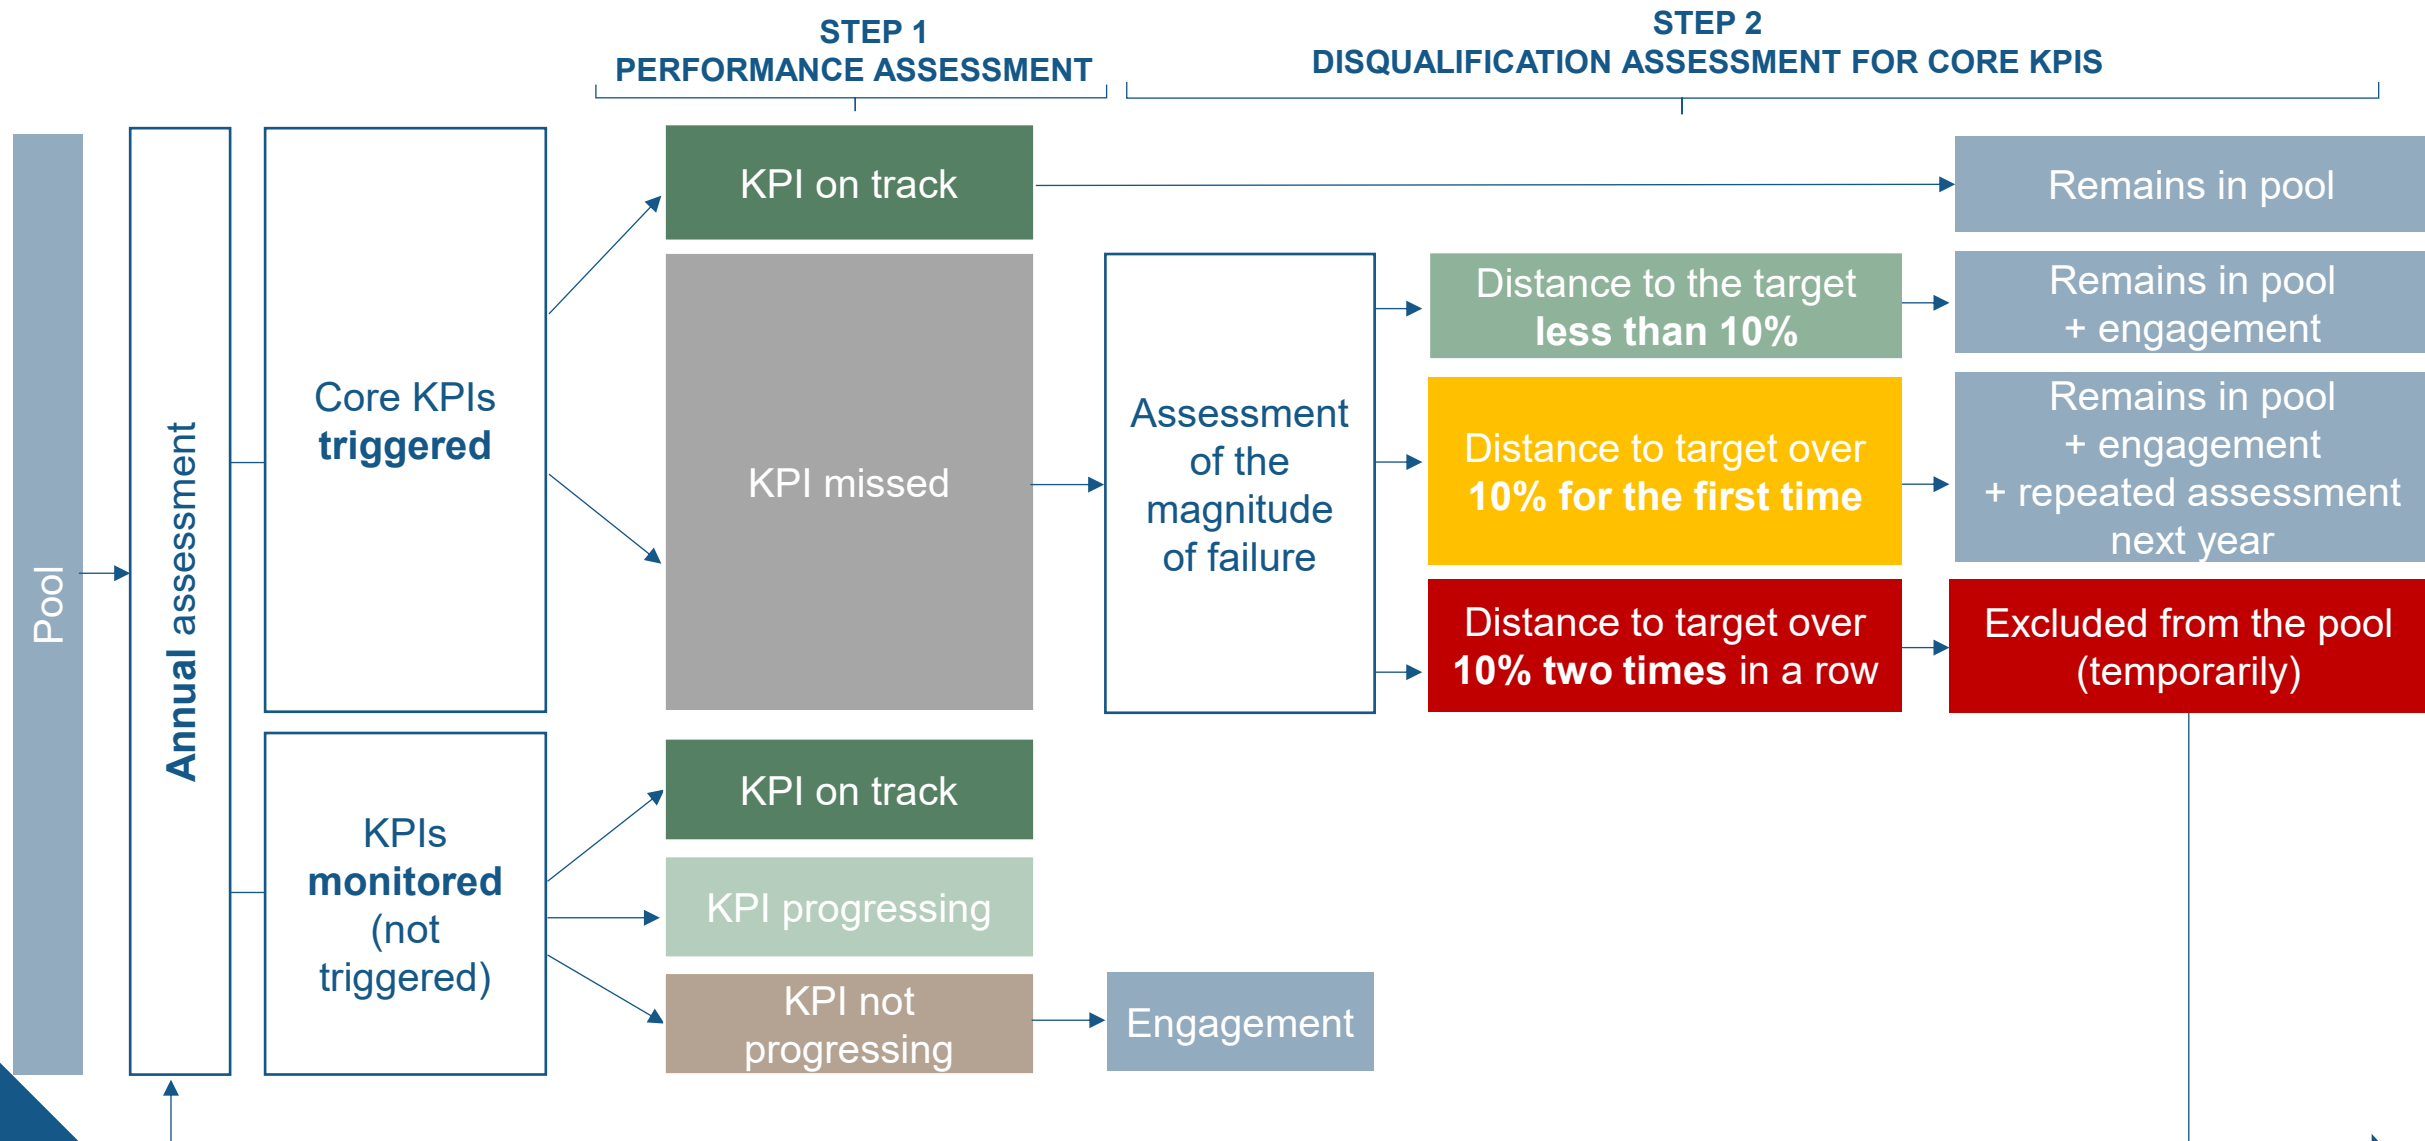 STEP 1
PERFORMANCE ASSESSMENT
STEP 2
DISQUALIFICATION ASSESSMENT FOR CORE KPIS
Pool
Annual assessment
Core KPIs
triggered
KPI on track
Remains in pool
KPI missed
Assessment
of the
magnitude
of failure
Distance to the target
less than 10%
Remains in pool
+ engagement
Distance to target over
10% for the first time
Remains in pool
+ engagement
+ repeated assessment
next year
Distance to target over
10% two times in a row
Excluded from the pool
(temporarily)
KPIs
monitored
(not
triggered)
KPI on track
KPI progressing
KPI not
progressing
Engagement